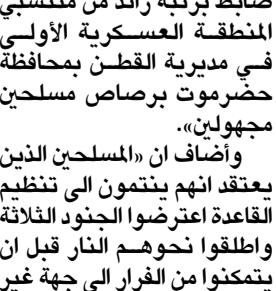 ضابط برتبة رائد من منتسبي
المنطقة العسكرية الأولى
في مديرية القطن بمحافظة
حضرموت برصاص مسلحين
مجهولين».
وأضاف ان «المسلحين الذين
يعتقد انهم ينتمون الى تنظيم
القاعدة اعترضوا الجنود الثلاثة
واطلقوا نحوهم النار قبل ان
يتمكنوا من الفرار الى جهة غير